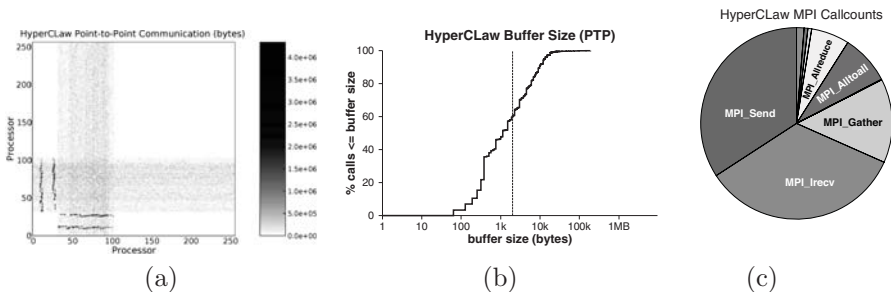 HyperCLaw Point-to-Point Communication (bytes)
Processor
250
200
150
100
50
0
0 50 100 150 200 250
Processor
4.0e+06
3.5e+06
3.0e+06
2.5e+06
2.0e+06
1.5e+06
1.0e+06
5.0e+05
0.0e+00
(a)
HyperCLaw Buffer Size (PTP)
% calls <= buffer size
100
80
60
40
20
0
1 10 100 1k 10k 100k 1MB
buffer size (bytes)
(b)
HyperCLaw MPI Callcounts
MPI_Allreduce
MPI_Alltoall
MPI_Send
MPI_Gather
MPI_Irecv
(c)